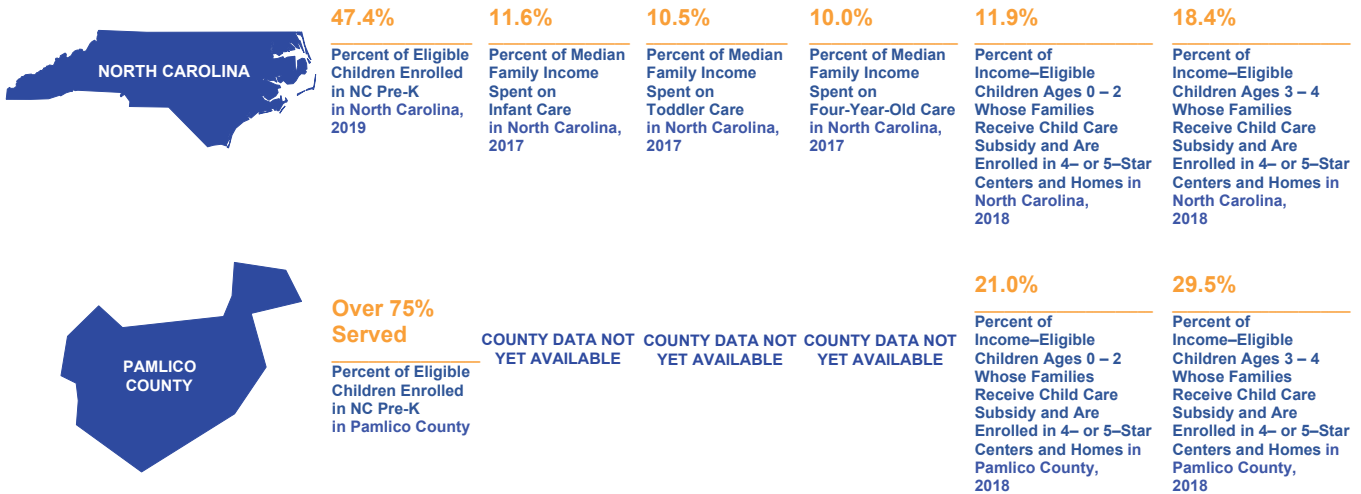 NORTH CAROLINA
47.4%
Percent of Eligible
Children Enrolled
in NC Pre-K
in North Carolina,
2019
11.6%
Percent of Median
Family Income
Spent on
Infant Care
in North Carolina,
2017
10.5%
Percent of Median
Family Income
Spent on
Toddler Care
in North Carolina,
2017
10.0%
Percent of Median
Family Income
Spent on
Four-Year-Old Care
in North Carolina,
2017
11.9%
Percent of
Income–Eligible
Children Ages 0 – 2
Whose Families
Receive Child Care
Subsidy and Are
Enrolled in 4– or 5–Star
Centers and Homes in
North Carolina,
2018
18.4%
Percent of
Income–Eligible
Children Ages 3 – 4
Whose Families
Receive Child Care
Subsidy and Are
Enrolled in 4– or 5–Star
Centers and Homes in
North Carolina,
2018
PAMLICO
COUNTY
Over 75%
Served
Percent of Eligible
Children Enrolled
in NC Pre-K
in Pamlico County
COUNTY DATA NOT
YET AVAILABLE
COUNTY DATA NOT
YET AVAILABLE
COUNTY DATA NOT
YET AVAILABLE
21.0%
Percent of
Income–Eligible
Children Ages 0 – 2
Whose Families
Receive Child Care
Subsidy and Are
Enrolled in 4– or 5–Star
Centers and Homes in
Pamlico County,
2018
29.5%
Percent of
Income–Eligible
Children Ages 3 – 4
Whose Families
Receive Child Care
Subsidy and Are
Enrolled in 4– or 5–Star
Centers and Homes in
Pamlico County,
2018